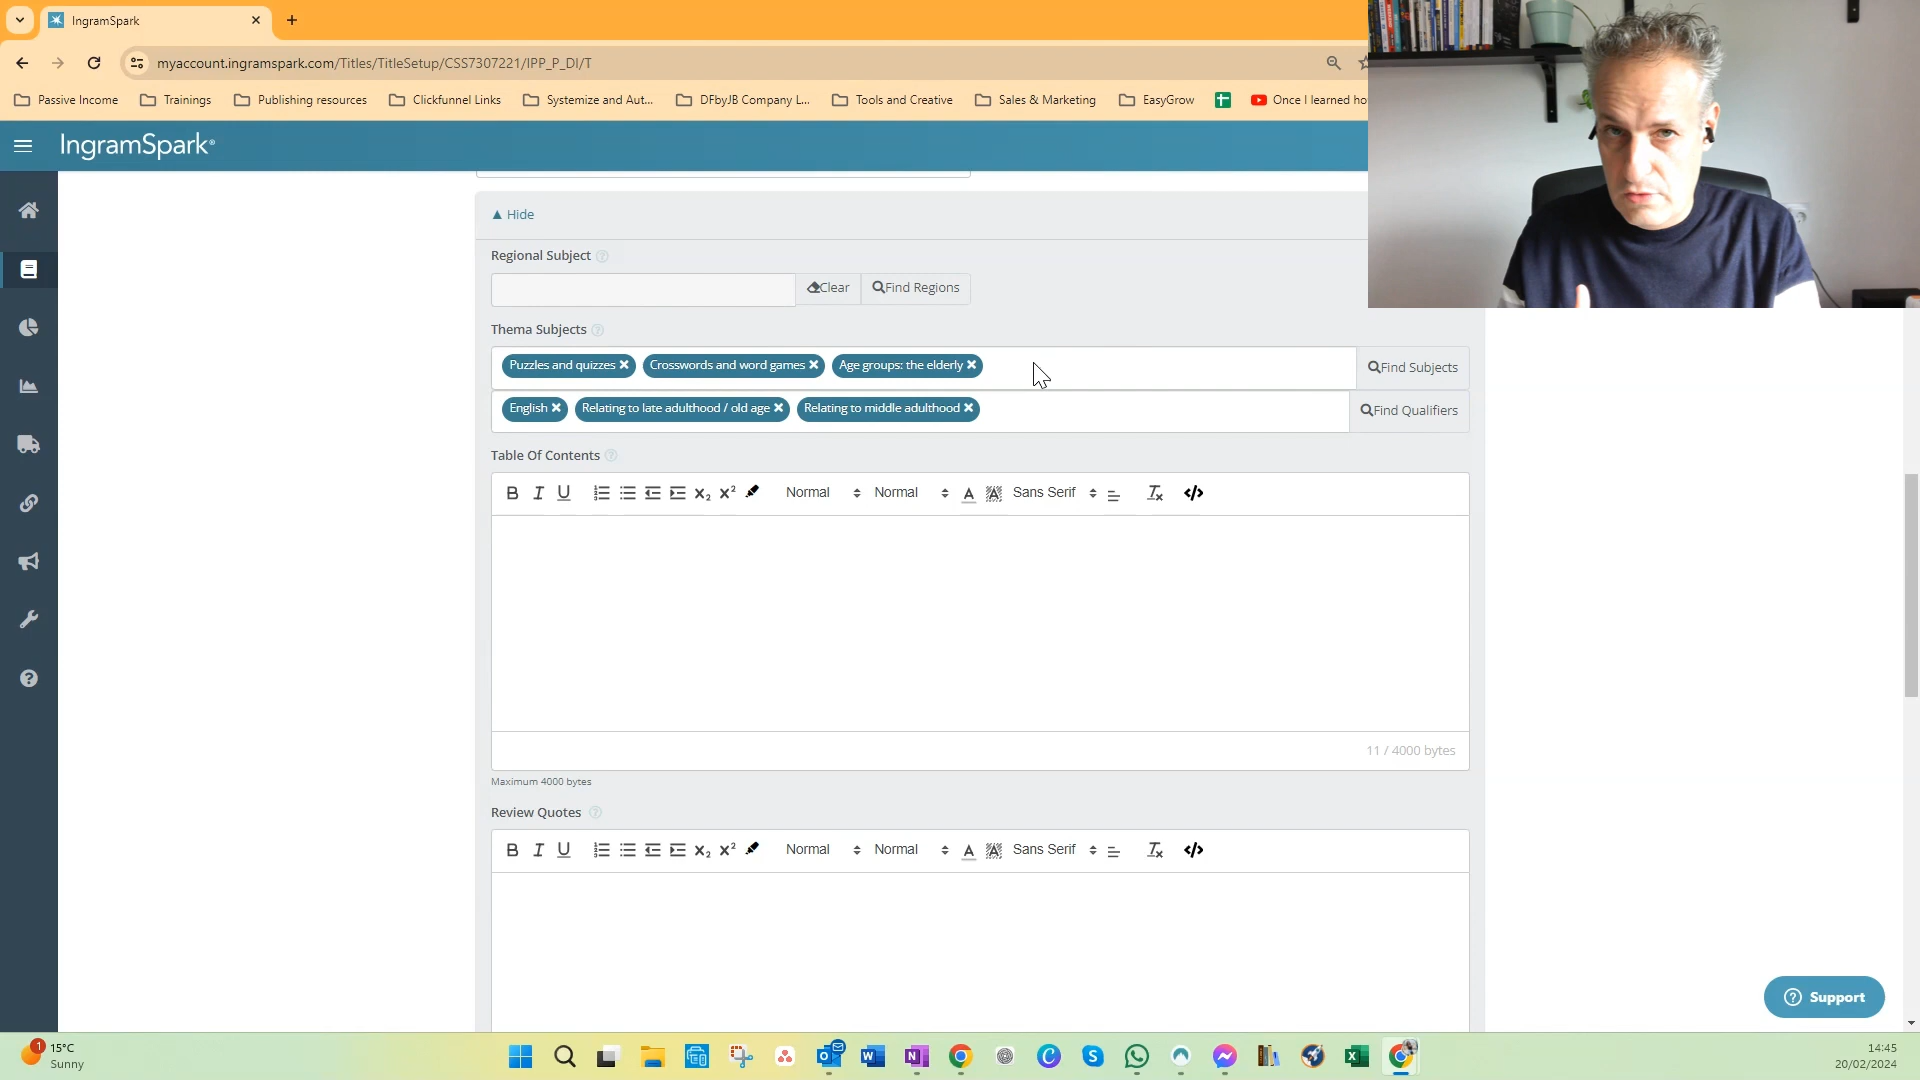 IngramSpark
myaccount.ingramspark.com/Titles/TitleSetup/CSS7307221/IPP_P_DI/T
Passive Income
Trainings
Publishing resources
Clickfunnel Links
Systemize and Aut...
DFbyJB Company L...
Tools and Creative
Sales & Marketing
EasyGrow
Once I learned ho
IngramSpark®
▲ Hide
Regional Subject
Clear
Find Regions
Thema Subjects
Puzzles and quizzes
Crosswords and word games
Age groups: the elderly
Find Subjects
English
Relating to late adulthood / old age
Relating to middle adulthood
Find Qualifiers
Table Of Contents
Normal
Normal
Sans Serif
11 / 4000 bytes
Maximum 4000 bytes
Review Quotes
Normal
Normal
Sans Serif
Support
1
15°C
Sunny
14:45
20/02/2024